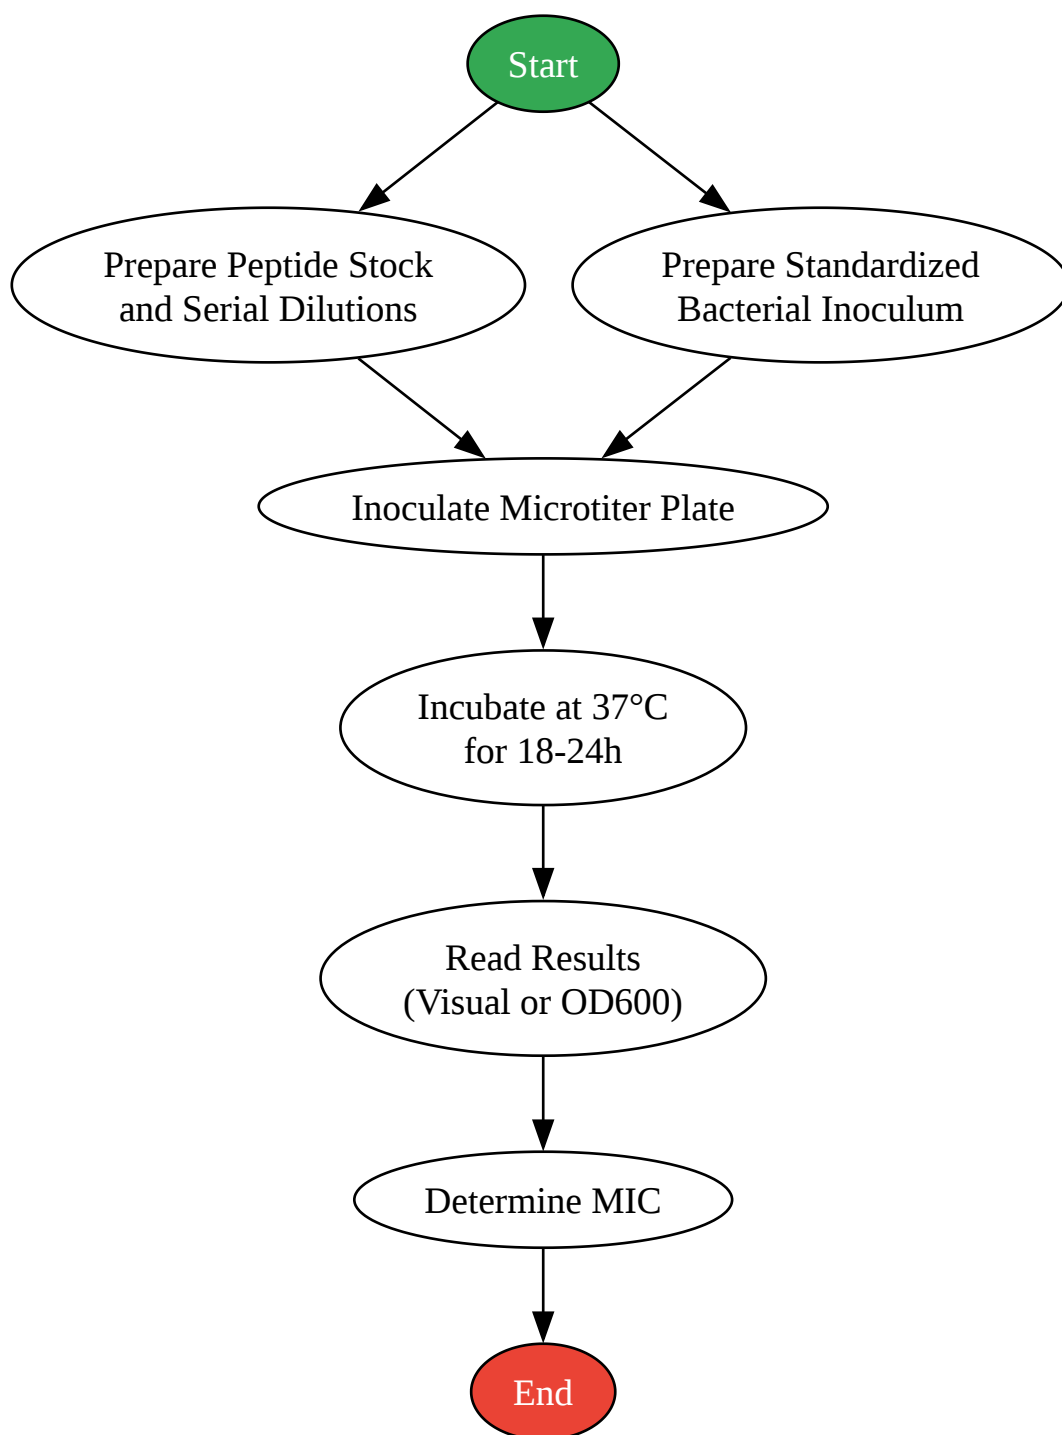 Start
Prepare Peptide Stock
and Serial Dilutions
Prepare Standardized
Bacterial Inoculum
Inoculate Microtiter Plate
Incubate at 37°C
for 18-24h
Read Results
(Visual or OD600)
Determine MIC
End